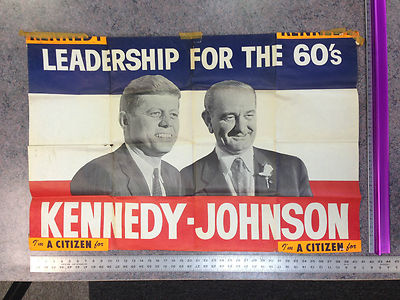 KENNEDY
KENNEDY
LEADERSHIP FOR THE 60's
KENNEDY-JOHNSON
I'm A CITIZEN for
I'm A CITIZEN for